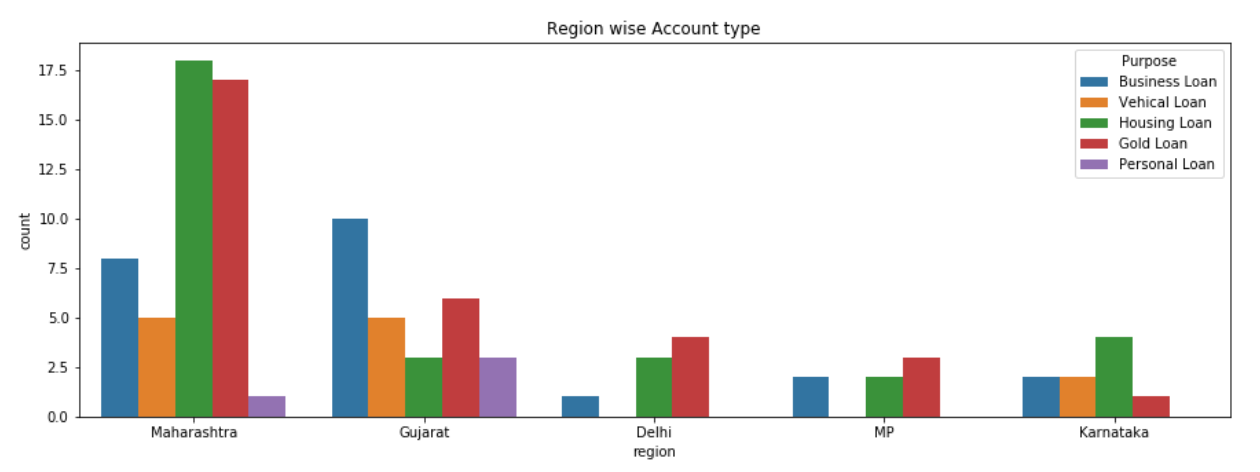 Region wise Account type
Purpose
Business Loan
Vehical Loan
Housing Loan
Gold Loan
Personal Loan
17.5
15.0
12.5
10.0
7.5
5.0
2.5
0.0
count
Maharashtra Gujarat Delhi MP Karnataka
region